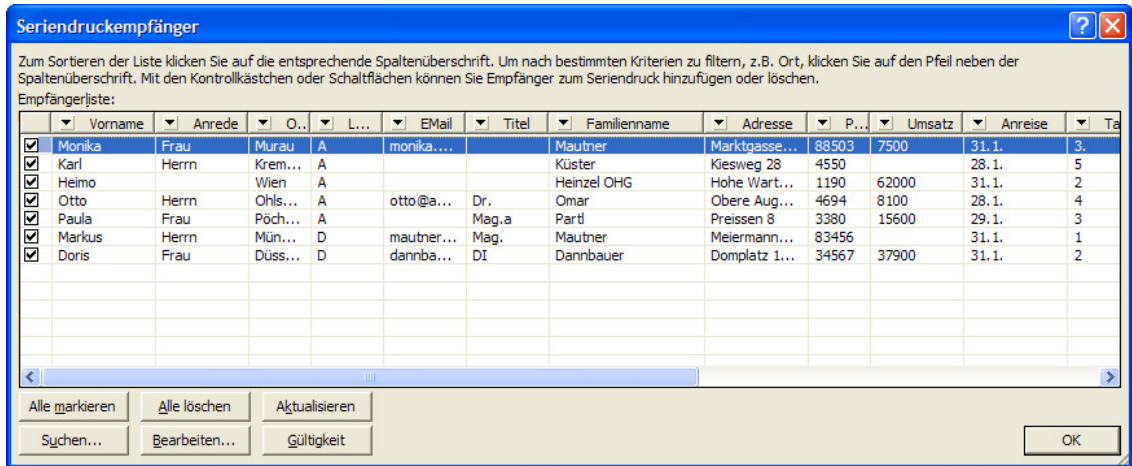 Seriendruckempfänger
Zum Sortieren der Liste klicken Sie auf die entsprechende Spaltenüberschrift. Um nach bestimmten Kriterien zu filtern, z.B. Ort, klicken Sie auf den Pfeil neben der
Spaltenüberschrift. Mit den Kontrollkästchen oder Schaltflächen können Sie Empfänger zum Seriendruck hinzufügen oder löschen.
Empfängerliste:
Vorname Anrede O... L... EMail Titel Familienname Adresse P... Umsatz Anreise Ta
Monika Frau Murau A monika.... Mautner Marktgasse... 88503 7500 31.1. 3.
Karl Herrn Krem... A Küster Kiesweg 28 4550 28.1. 5
Heimo Wien A Heinzel OHG Hohe Wart... 1190 62000 31.1. 2
Otto Herrn Ohls... A otto@a... Dr. Omar Obere Aug... 4694 8100 28.1. 4
Paula Frau Pöch... A Mag.a Partl Preissen 8 3380 15600 29.1. 3
Markus Herrn Mün... D mautner... Mag. Mautner Meiermann... 83456 31.1. 1
Doris Frau Düss... D dannba... DI Dannbauer Domplatz 1... 34567 37900 31.1. 2
Alle markieren Alle löschen Aktualisieren
Suchen... Bearbeiten... Gültigkeit OK